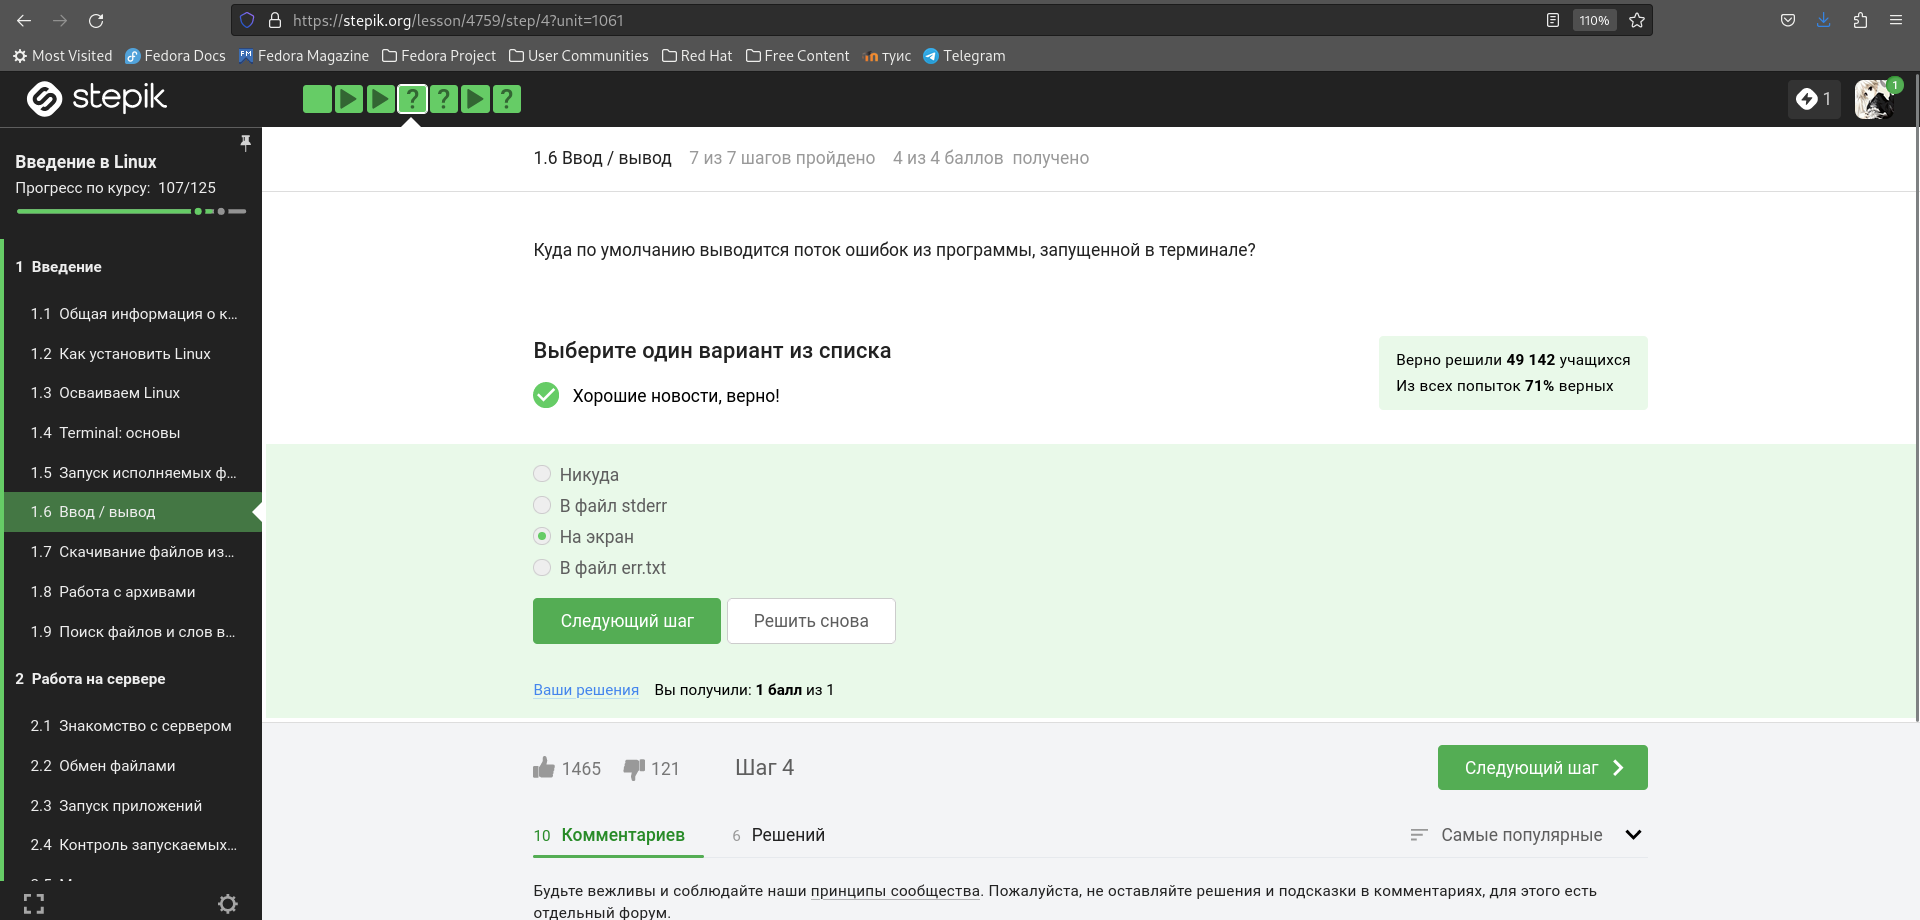 https://stepik.org/lesson/4759/step/4?unit=1061
110%
Most Visited
Fedora Docs
Fedora Magazine
Fedora Project
User Communities
Red Hat
Free Content
туис
Telegram
stepik
1
1
Введение в Linux
Прогресс по курсу: 107/125
1 Введение
1.1 Общая информация о к...
1.2 Как установить Linux
1.3 Осваиваем Linux
1.4 Terminal: основы
1.5 Запуск исполняемых ф...
1.6 Ввод / вывод
1.7 Скачивание файлов из...
1.8 Работа с архивами
1.9 Поиск файлов и слов в...
2 Работа на сервере
2.1 Знакомство с сервером
2.2 Обмен файлами
2.3 Запуск приложений
2.4 Контроль запускаемых...
1.6 Ввод / вывод 7 из 7 шагов пройдено 4 из 4 баллов получено
Куда по умолчанию выводится поток ошибок из программы, запущенной в терминале?
Выберите один вариант из списка
Хорошие новости, верно!
Верно решили 49 142 учащихся
Из всех попыток 71% верных
Никуда
В файл stderr
На экран
В файл err.txt
Следующий шаг
Решить снова
Ваши решения Вы получили: 1 балл из 1
1465 121 Шаг 4
Следующий шаг
10 Комментариев 6 Решений
Самые популярные
Будьте вежливы и соблюдайте наши принципы сообщества. Пожалуйста, не оставляйте решения и подсказки в комментариях, для этого есть
отдельный форум.